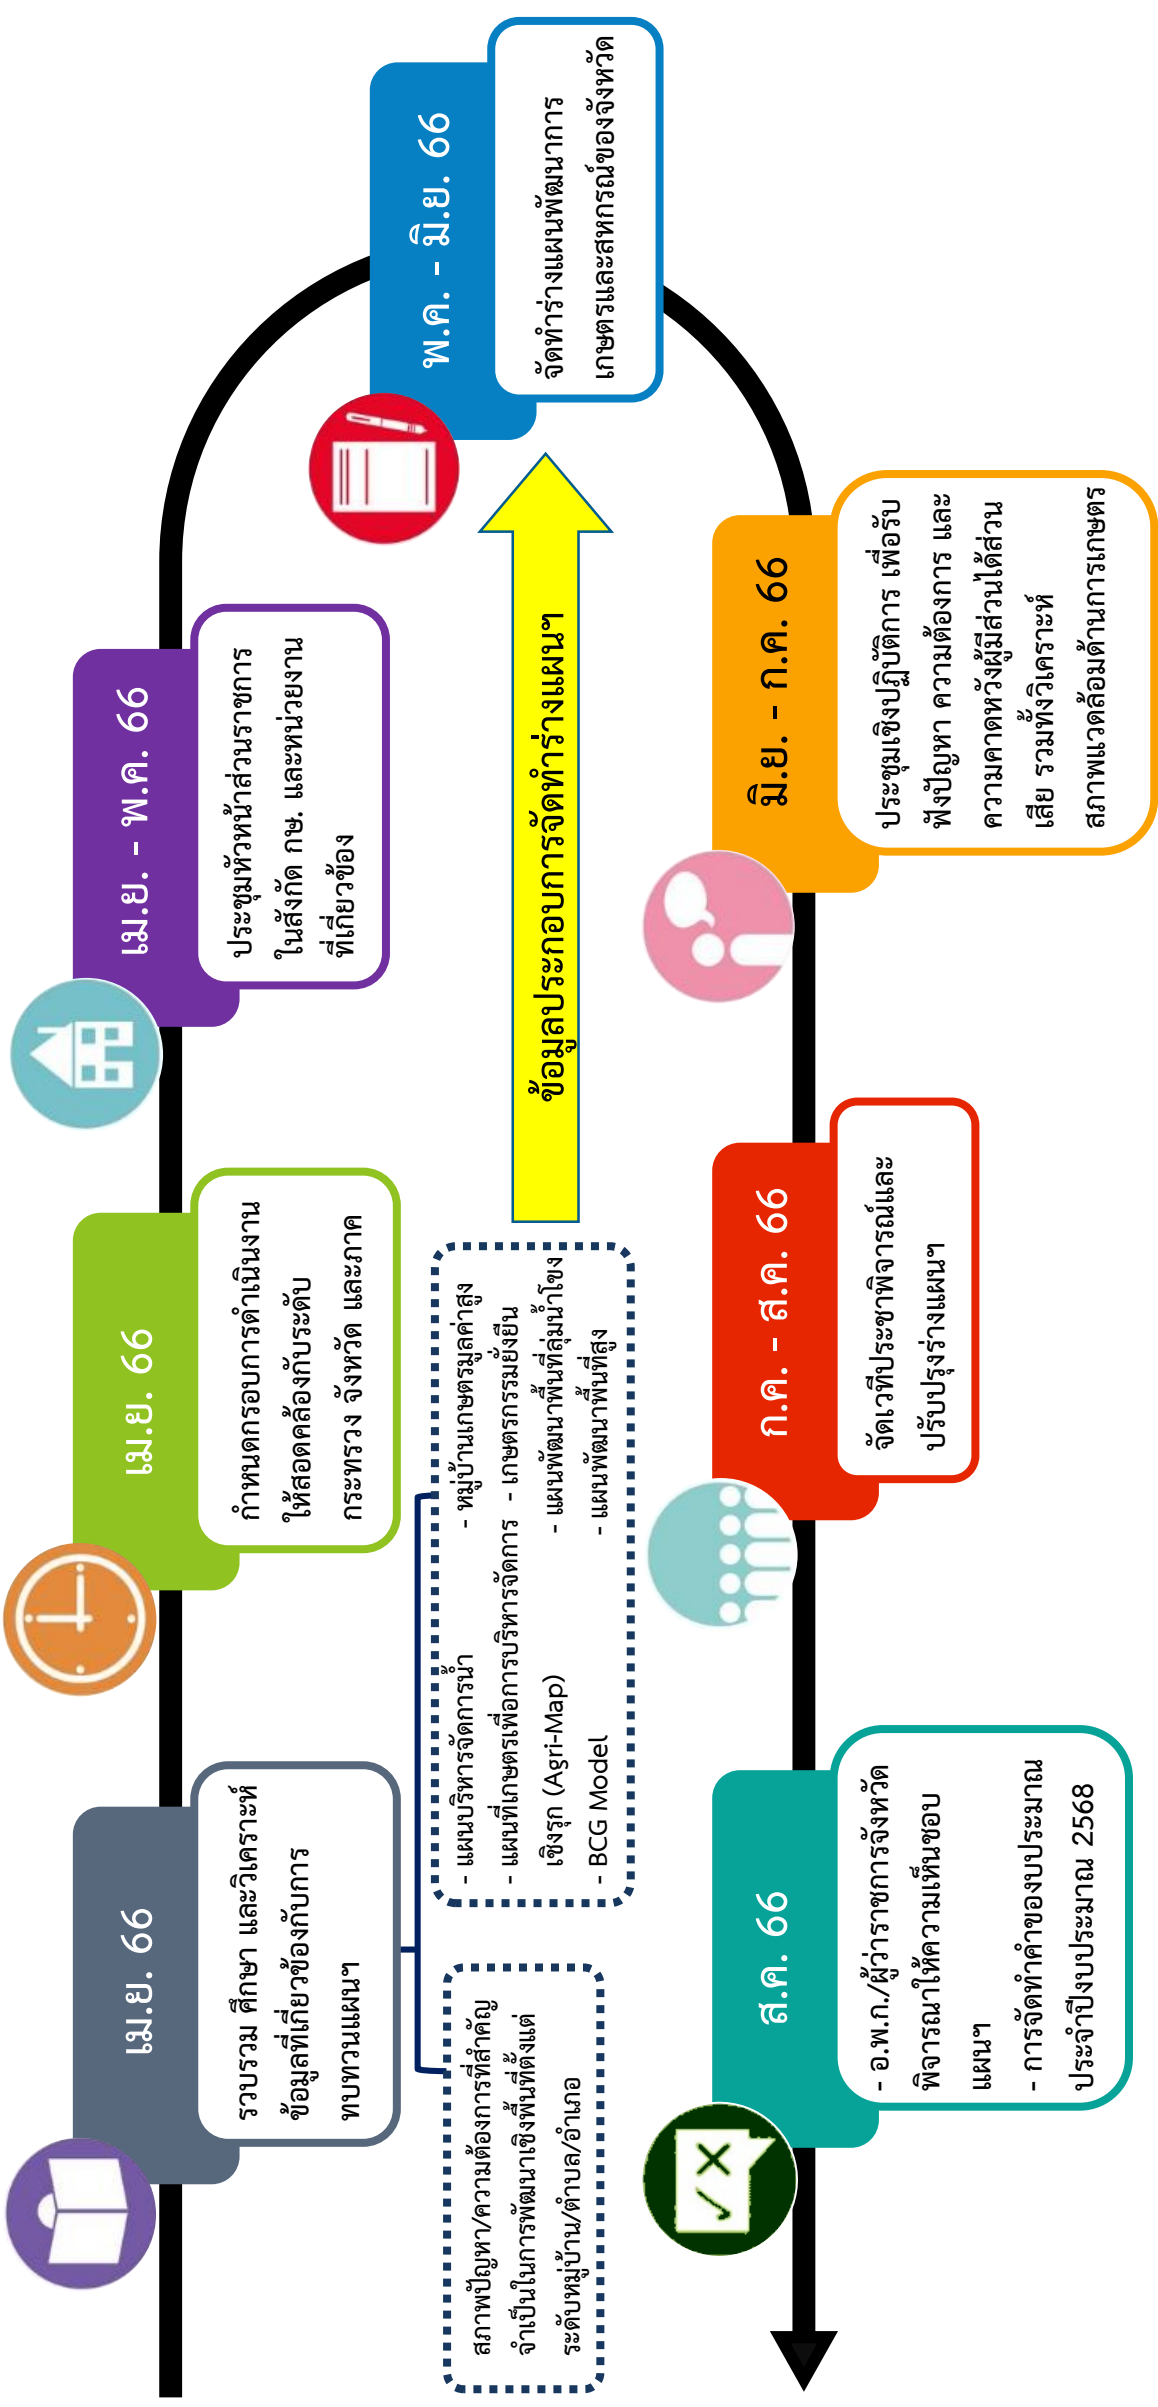 เม.ย. 66
รวบรวม ศึกษา และวิเคราะห์
ข้อมูลที่เกี่ยวข้องกับการ
ทบทวนแผนฯ
เม.ย. 66
กำหนดกรอบการดำเนินงาน
ให้สอดคล้องกับระดับ
กระทรวง จังหวัด และภาค
เม.ย. - พ.ค. 66
ประชุมหัวหน้าส่วนราชการ
ในสังกัด กษ. และหน่วยงาน
ที่เกี่ยวข้อง
พ.ค. - มิ.ย. 66
จัดทำร่างแผนพัฒนาการ
เกษตรและสหกรณ์ของจังหวัด
สภาพปัญหา/ความต้องการที่สำคัญ
จำเป็นในการพัฒนาเชิงพื้นที่ตั้งแต่
ระดับหมู่บ้าน/ตำบล/อำเภอ
- แผนบริหารจัดการน้ำ
- แผนที่เกษตรเพื่อการบริหารจัดการ
เชิงรุก (Agri-Map)
- BCG Model
- หมู่บ้านเกษตรมูลค่าสูง
- เกษตรกรรมยั่งยืน
- แผนพัฒนาพื้นที่ลุ่มน้ำโขง
- แผนพัฒนาพื้นที่สูง
ข้อมูลประกอบการจัดทำร่างแผนฯ
มิ.ย. - ก.ค. 66
ประชุมเชิงปฏิบัติการ เพื่อรับ
ฟังปัญหา ความต้องการ และ
ความคาดหวังผู้มีส่วนได้ส่วน
เสีย รวมทั้งวิเคราะห์
สภาพแวดล้อมด้านการเกษตร
ก.ค. - ส.ค. 66
จัดเวทีประชาพิจารณ์และ
ปรับปรุงร่างแผนฯ
ส.ค. 66
- อ.พ.ก./ผู้ว่าราชการจังหวัด
พิจารณาให้ความเห็นชอบ
แผนฯ
- การจัดทำคำของบประมาณ
ประจำปีงบประมาณ 2568